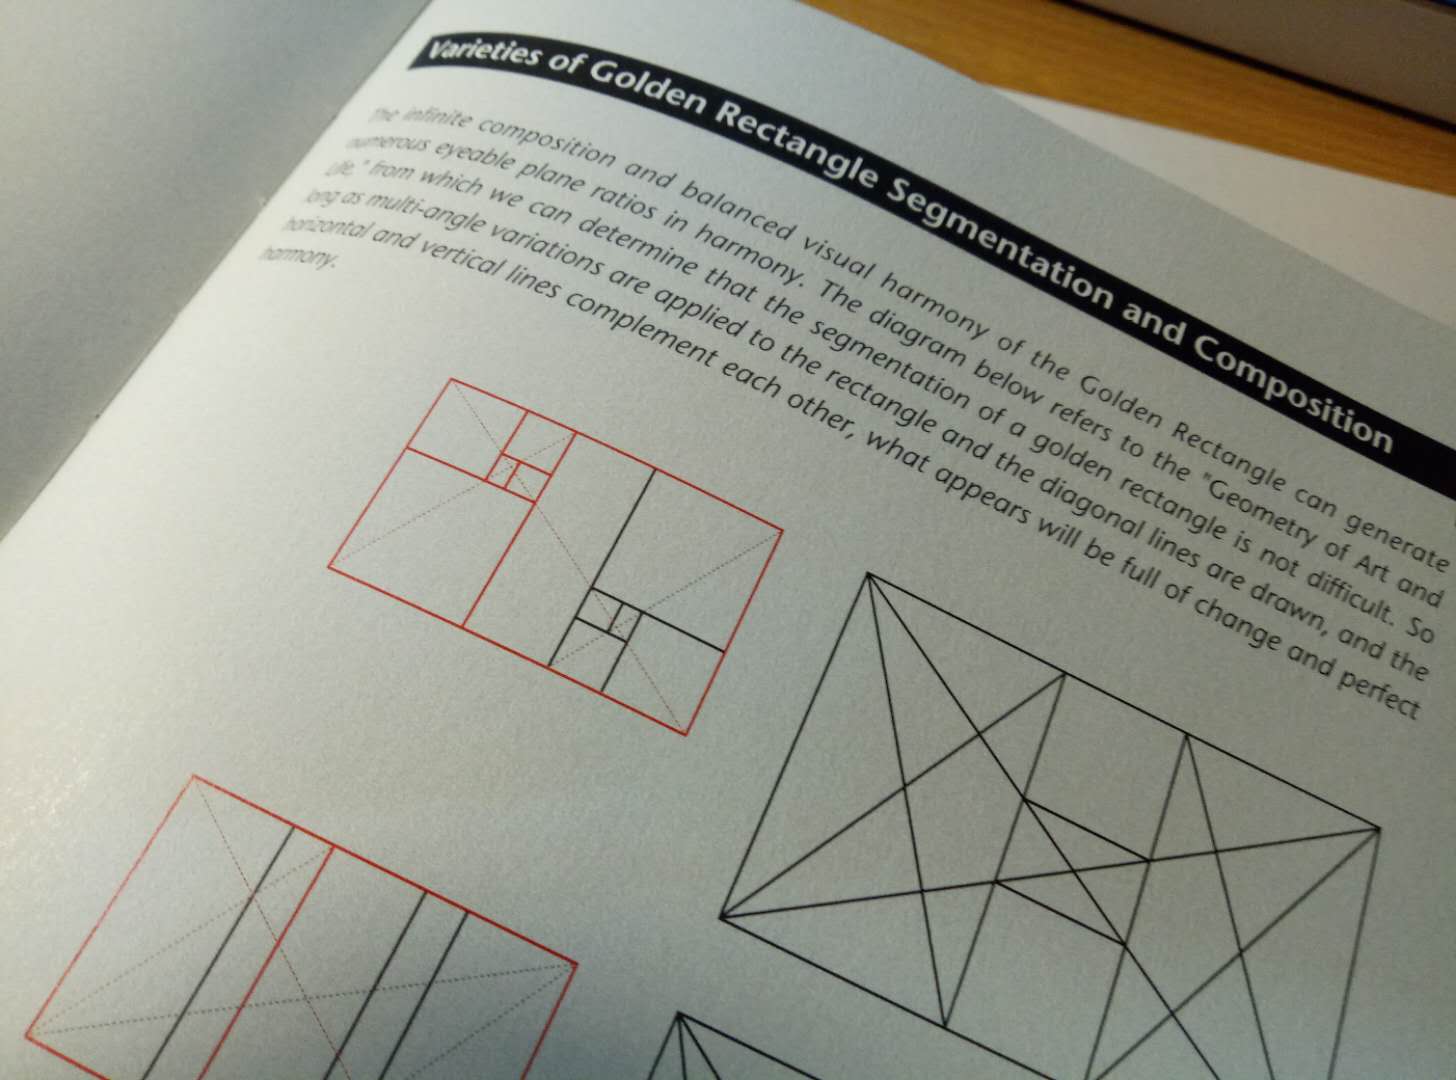 Varieties of Golden Rectangle Segmentation and Composition
The infinite composition and balanced visual harmony of the Golden Rectangle can generate
numerous eyeable plane ratios in harmony. The diagram below refers to the "Geometry of Art and
Life," from which we can determine that the segmentation of a golden rectangle is not difficult. So
long as multi-angle variations are applied to the rectangle and the diagonal lines are drawn, and the
horizontal and vertical lines complement each other, what appears will be full of change and perfect
harmony.